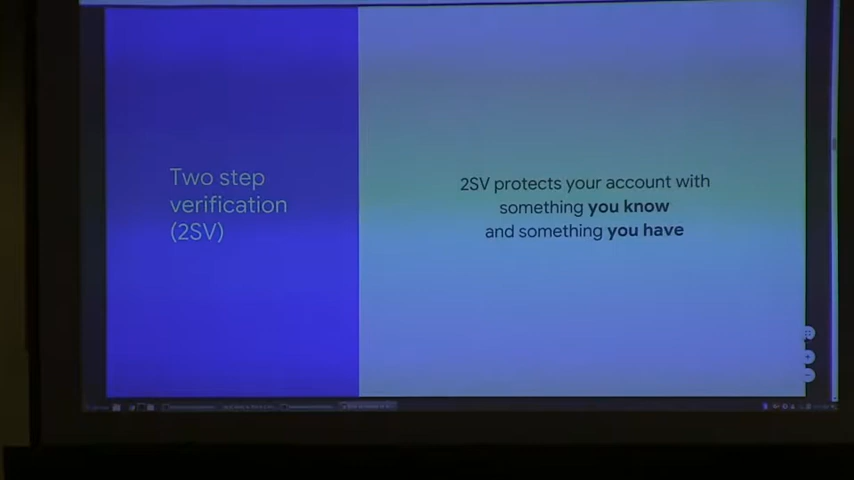 Two step
verification
(2SV)
2SV protects your account with
something you know
and something you have